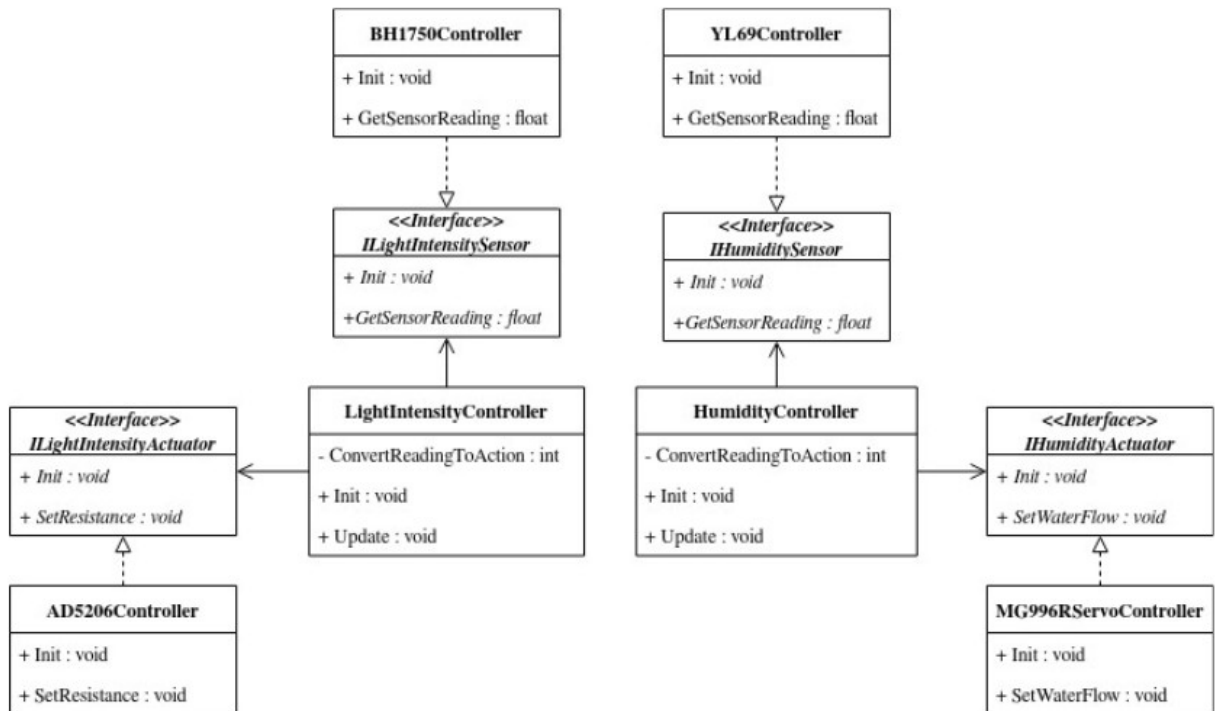 BH1750Controller
+ Init : void
+ GetSensorReading : float
YL69Controller
+ Init : void
+ GetSensorReading : float
<<Interface>>
ILightIntensitySensor
+ Init : void
+GetSensorReading : float
<<Interface>>
IHumiditySensor
+ Init : void
+GetSensorReading : float
<<Interface>>
ILightIntensityActuator
+ Init : void
+ SetResistance : void
LightIntensityController
- ConvertReadingToAction : int
+ Init : void
+ Update : void
HumidityController
- ConvertReadingToAction : int
+ Init : void
+ Update : void
<<Interface>>
IHumidityActuator
+ Init : void
+ SetWaterFlow : void
AD5206Controller
+ Init : void
+ SetResistance : void
MG996RServoController
+ Init : void
+ SetWaterFlow : void